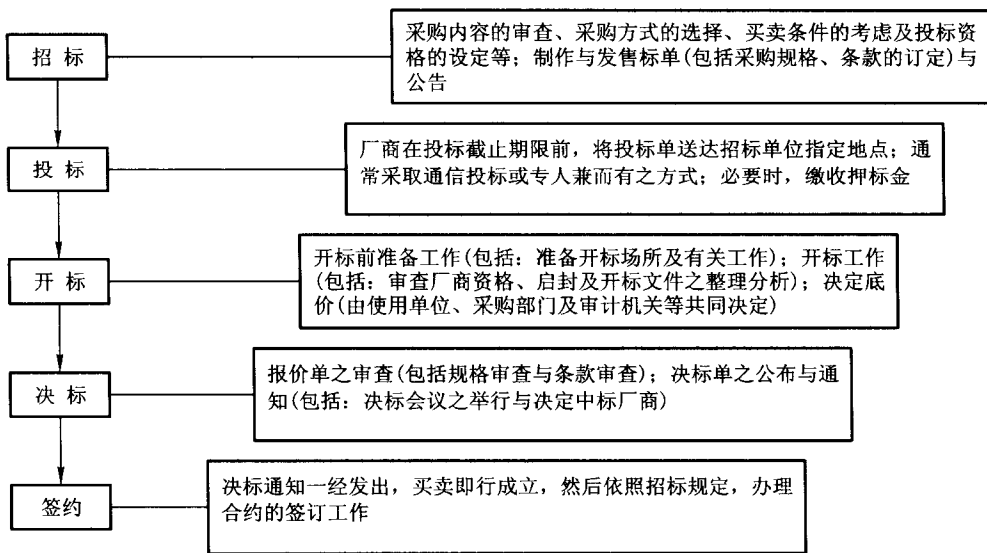 招标
采购内容的审查、采购方式的选择、买卖条件的考虑及投标资
格的设定等；制作与发售标单(包括采购规格、条款的订定)与
公告
投标
厂商在投标截止期限前，将投标单送达招标单位指定地点；通
常采取通信投标或专人兼而有之方式；必要时，缴收押标金
开标
开标前准备工作(包括：准备开标场所及有关工作)；开标工作
(包括：审查厂商资格、启封及开标文件之整理分析)；决定底
价(由使用单位、采购部门及审计机关等共同决定)
决标
报价单之审查(包括规格审查与条款审查)；决标单之公布与通
知(包括：决标会议之举行与决定中标厂商)
签约
决标通知一经发出，买卖即行成立，然后依照招标规定，办理
合约的签订工作